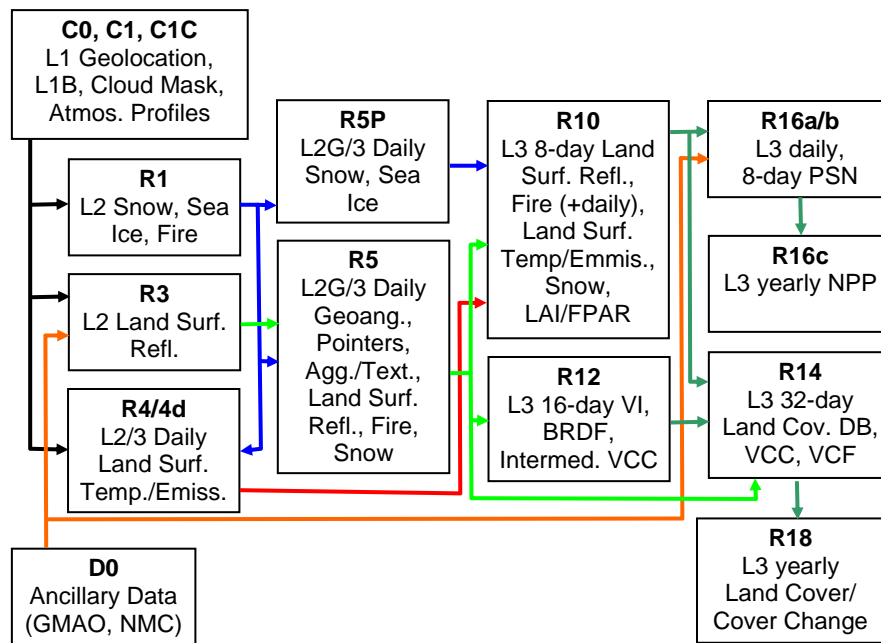 C0, C1, C1C
L1 Geolocation,
L1B, Cloud Mask,
Atmos. Profiles
R1
L2 Snow, Sea
Ice, Fire
R3
L2 Land Surf.
Refl.
R4/4d
L2/3 Daily
Land Surf.
Temp./Emiss.
D0
Ancillary Data
(GMAO, NMC)
R5P
L2G/3 Daily
Snow, Sea
Ice
R5
L2G/3 Daily
Geoang.,
Pointers,
Agg./Text.,
Land Surf.
Refl., Fire,
Snow
R10
L3 8-day Land
Surf. Refl.,
Fire (+daily),
Land Surf.
Temp/Emmis.,
Snow,
LAI/FPAR
R12
L3 16-day VI,
BRDF,
Intermed. VCC
R16a/b
L3 daily,
8-day PSN
R16c
L3 yearly NPP
R14
L3 32-day
Land Cov. DB,
VCC, VCF
R18
L3 yearly
Land Cover/
Cover Change